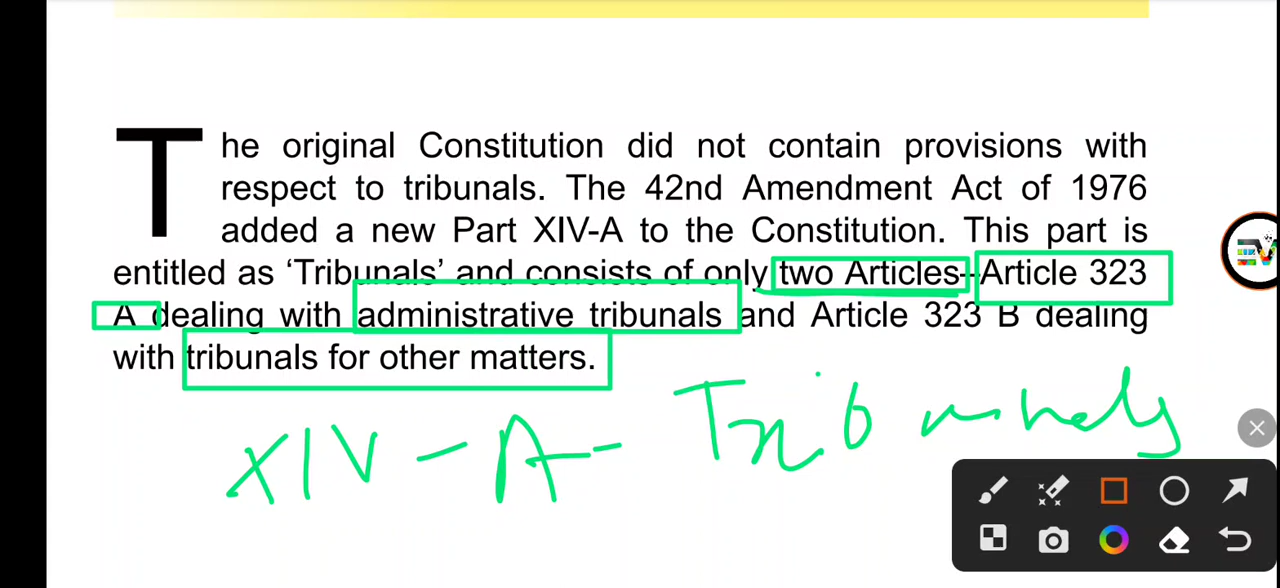 The original Constitution did not contain provisions with
respect to tribunals. The 42nd Amendment Act of 1976
added a new Part XIV-A to the Constitution. This part is
entitled as ‘Tribunals’ and consists of only two Articles–Article 323
A dealing with administrative tribunals and Article 323 B dealing
with tribunals for other matters.
XIV - A - Tribunals
EV